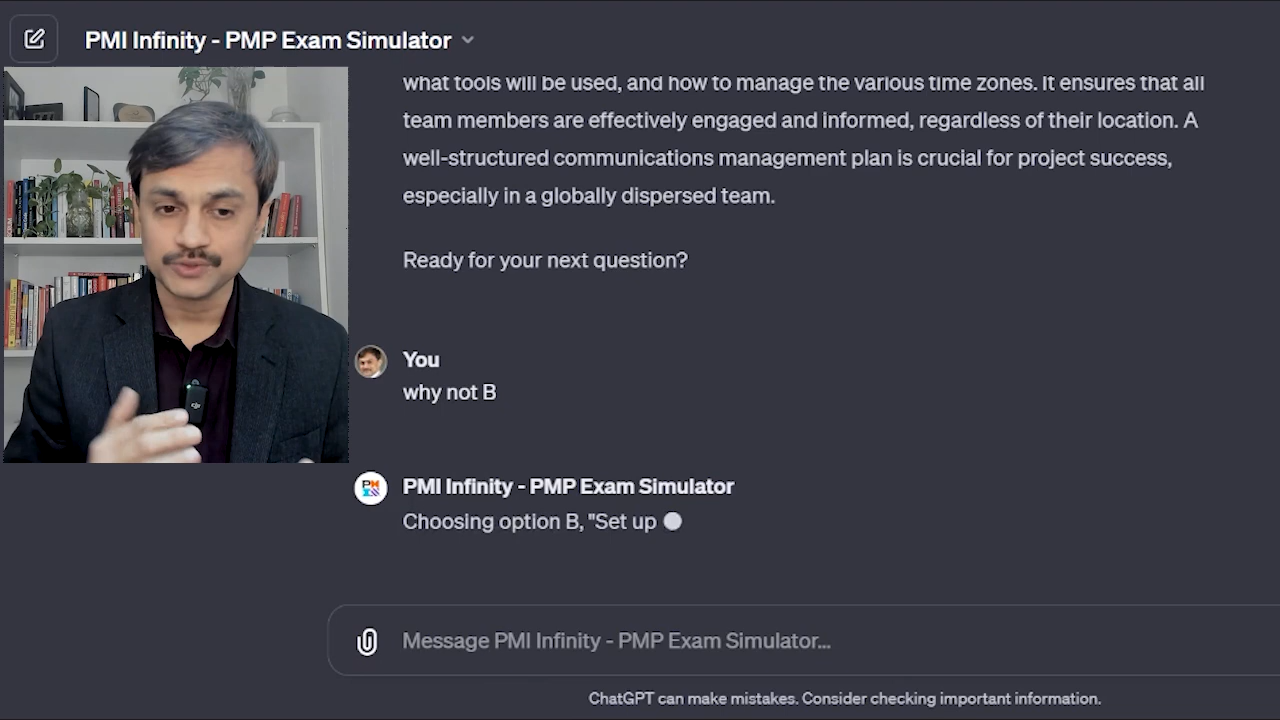 PMI Infinity - PMP Exam Simulator
what tools will be used, and how to manage the various time zones. It ensures that all
team members are effectively engaged and informed, regardless of their location. A
well-structured communications management plan is crucial for project success,
especially in a globally dispersed team.
Ready for your next question?
You
why not B
PMI Infinity - PMP Exam Simulator
Choosing option B, "Set up
Message PMI Infinity - PMP Exam Simulator...
ChatGPT can make mistakes. Consider checking important information.